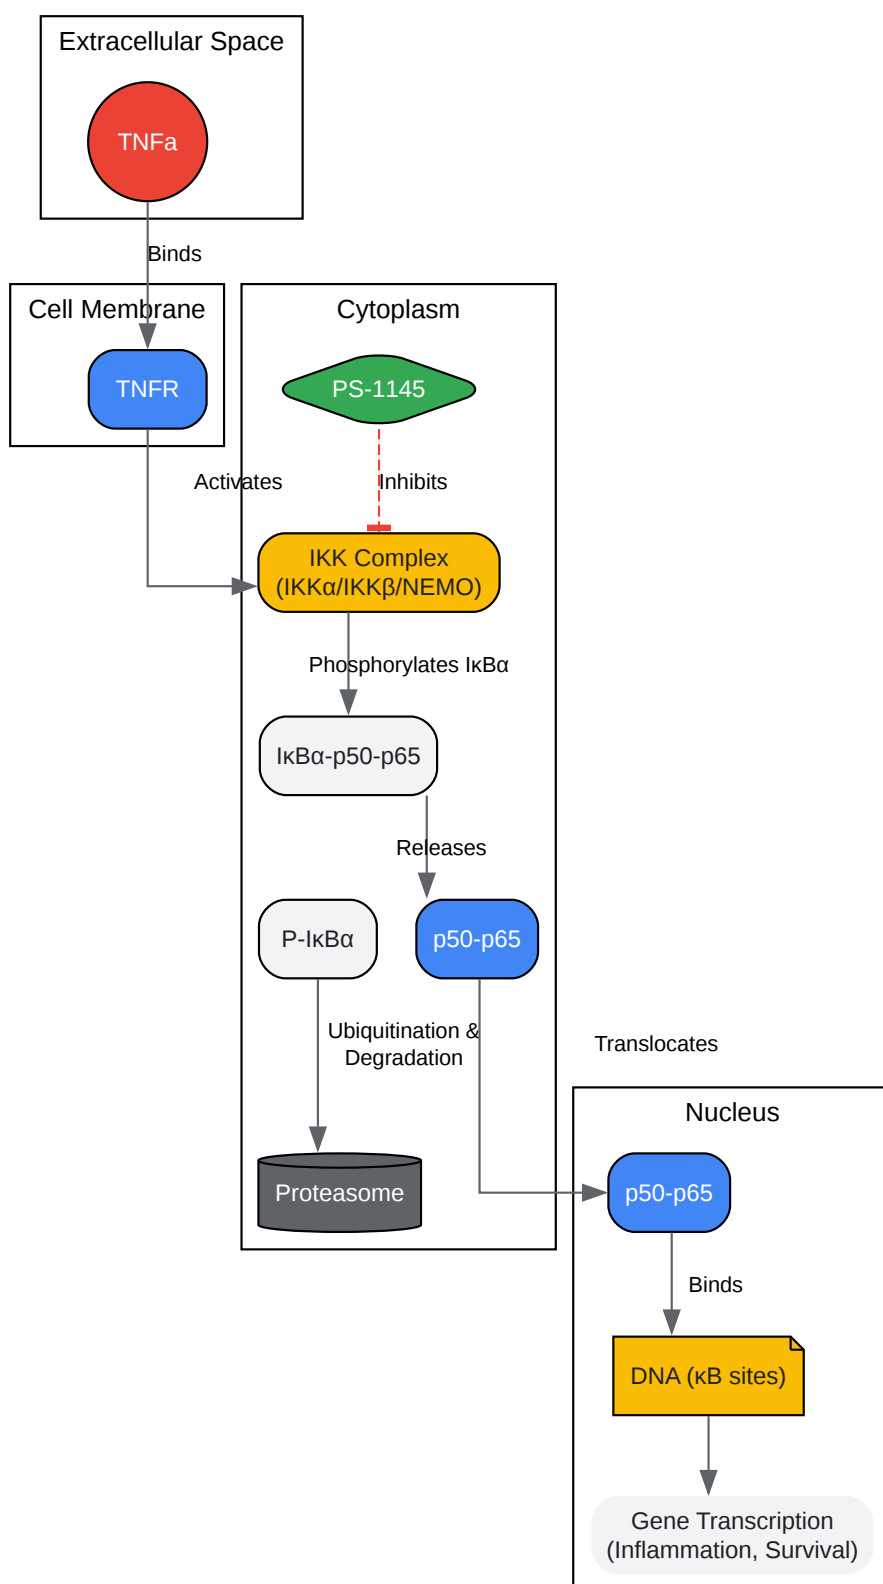 Extracellular Space
TNFa
Binds
Cell Membrane
TNFR
Cytoplasm
PS-1145
Activates
Inhibits
IKK Complex
(IKKα/IKKβ/NEMO)
Phosphorylates IκBα
IκBα-p50-p65
Releases
P-IκBα
p50-p65
Ubiquitination &
Degradation
Translocates
Proteasome
Nucleus
p50-p65
Binds
DNA (κB sites)
Gene Transcription
(Inflammation, Survival)